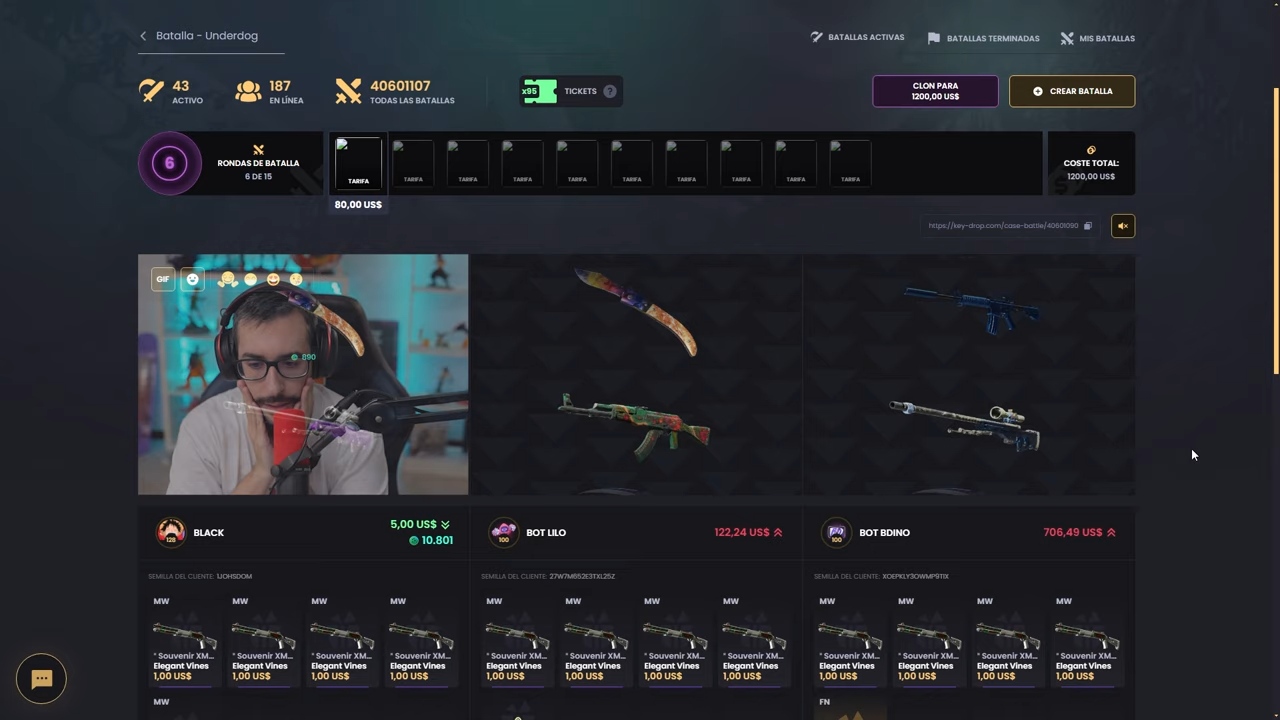 Batalla - Underdog
BATALLAS ACTIVAS
BATALLAS TERMINADAS
MIS BATALLAS
43
ACTIVO
187
EN LÍNEA
40601107
TODAS LAS BATALLAS
x95
TICKETS
?
CLON PARA
1200,00 US$
CREAR BATALLA
6
RONDAS DE BATALLA
6 DE 15
TARIFA
TARIFA
TARIFA
TARIFA
TARIFA
TARIFA
TARIFA
TARIFA
TARIFA
TARIFA
80,00 US$
COSTE TOTAL:
1200,00 US$
https://key-drop.com/case-battle/40601090
GIF
890
128
BLACK
5,00 US$
10.801
100
BOT LILO
122,24 US$
100
BOT BDINO
706,49 US$
SEMILLA DEL CLIENTE: 1JOHSDOM
SEMILLA DEL CLIENTE: 27W7M652E3TXL25Z
SEMILLA DEL CLIENTE: XOEPKLY3OWMP911X
MW MW MW MW
* Souvenir XM... * Souvenir XM... * Souvenir XM... * Souvenir XM...
Elegant Vines Elegant Vines Elegant Vines Elegant Vines
1,00 US$ 1,00 US$ 1,00 US$ 1,00 US$
MW
MW MW MW MW
* Souvenir XM... * Souvenir XM... * Souvenir XM... * Souvenir XM...
Elegant Vines Elegant Vines Elegant Vines Elegant Vines
1,00 US$ 1,00 US$ 1,00 US$ 1,00 US$
MW MW MW MW
* Souvenir XM... * Souvenir XM... * Souvenir XM... * Souvenir XM...
Elegant Vines Elegant Vines Elegant Vines Elegant Vines
1,00 US$ 1,00 US$ 1,00 US$ 1,00 US$
FN